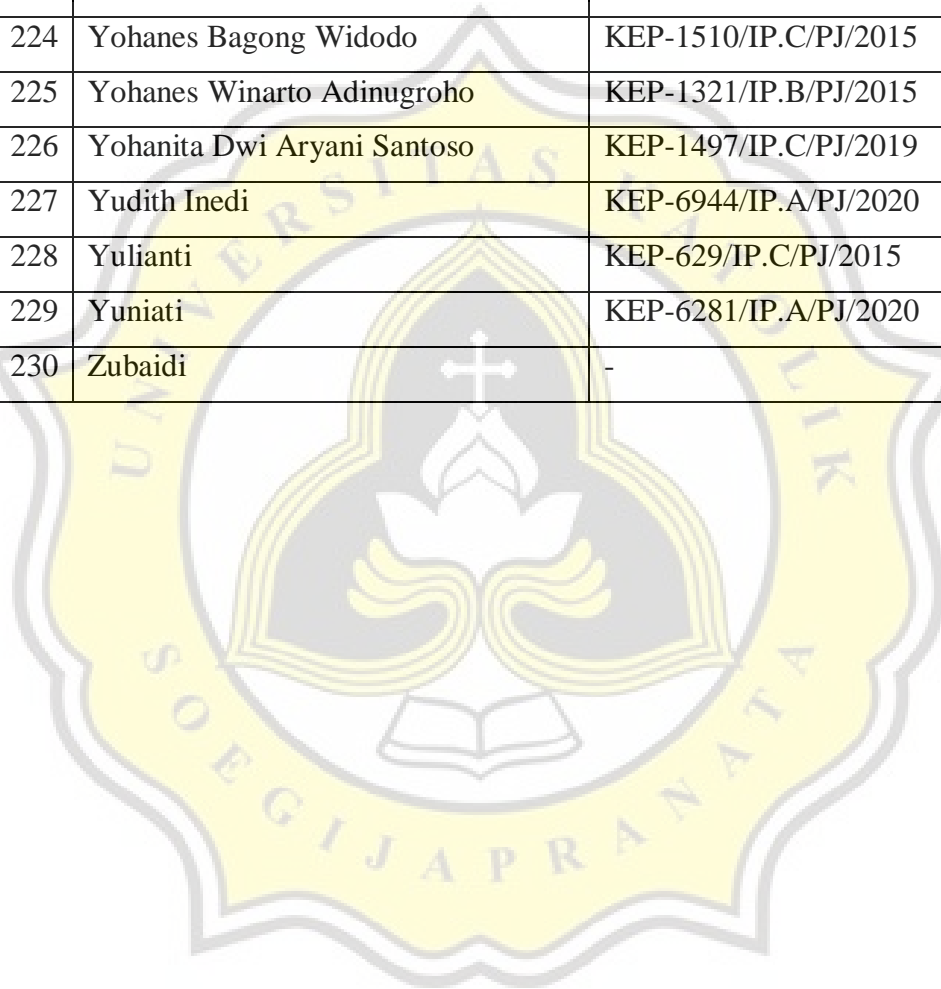 224 Yohanes Bagong Widodo KEP-1510/IP.C/PJ/2015
225 Yohanes Winarto Adinugroho KEP-1321/IP.B/PJ/2015
226 Yohanita Dwi Aryani Santoso KEP-1497/IP.C/PJ/2019
227 Yudith Inedi KEP-6944/IP.A/PJ/2020
228 Yulianti KEP-629/IP.C/PJ/2015
229 Yuniati KEP-6281/IP.A/PJ/2020
230 Zubaidi -
UNIVERSITAS KATOLIK
SOEGIJAPRANATA